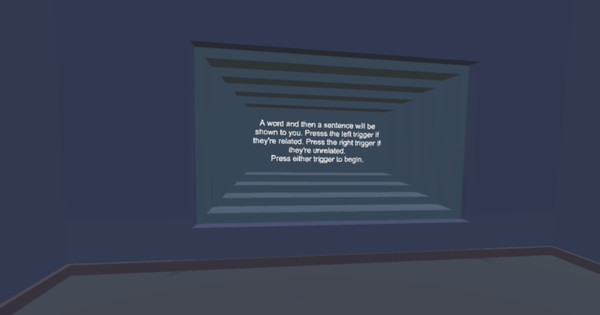 A word and then a sentence will be
shown to you. Presss the left trigger if
they're related. Press the right trigger if
they're unrelated.
Press either trigger to begin.